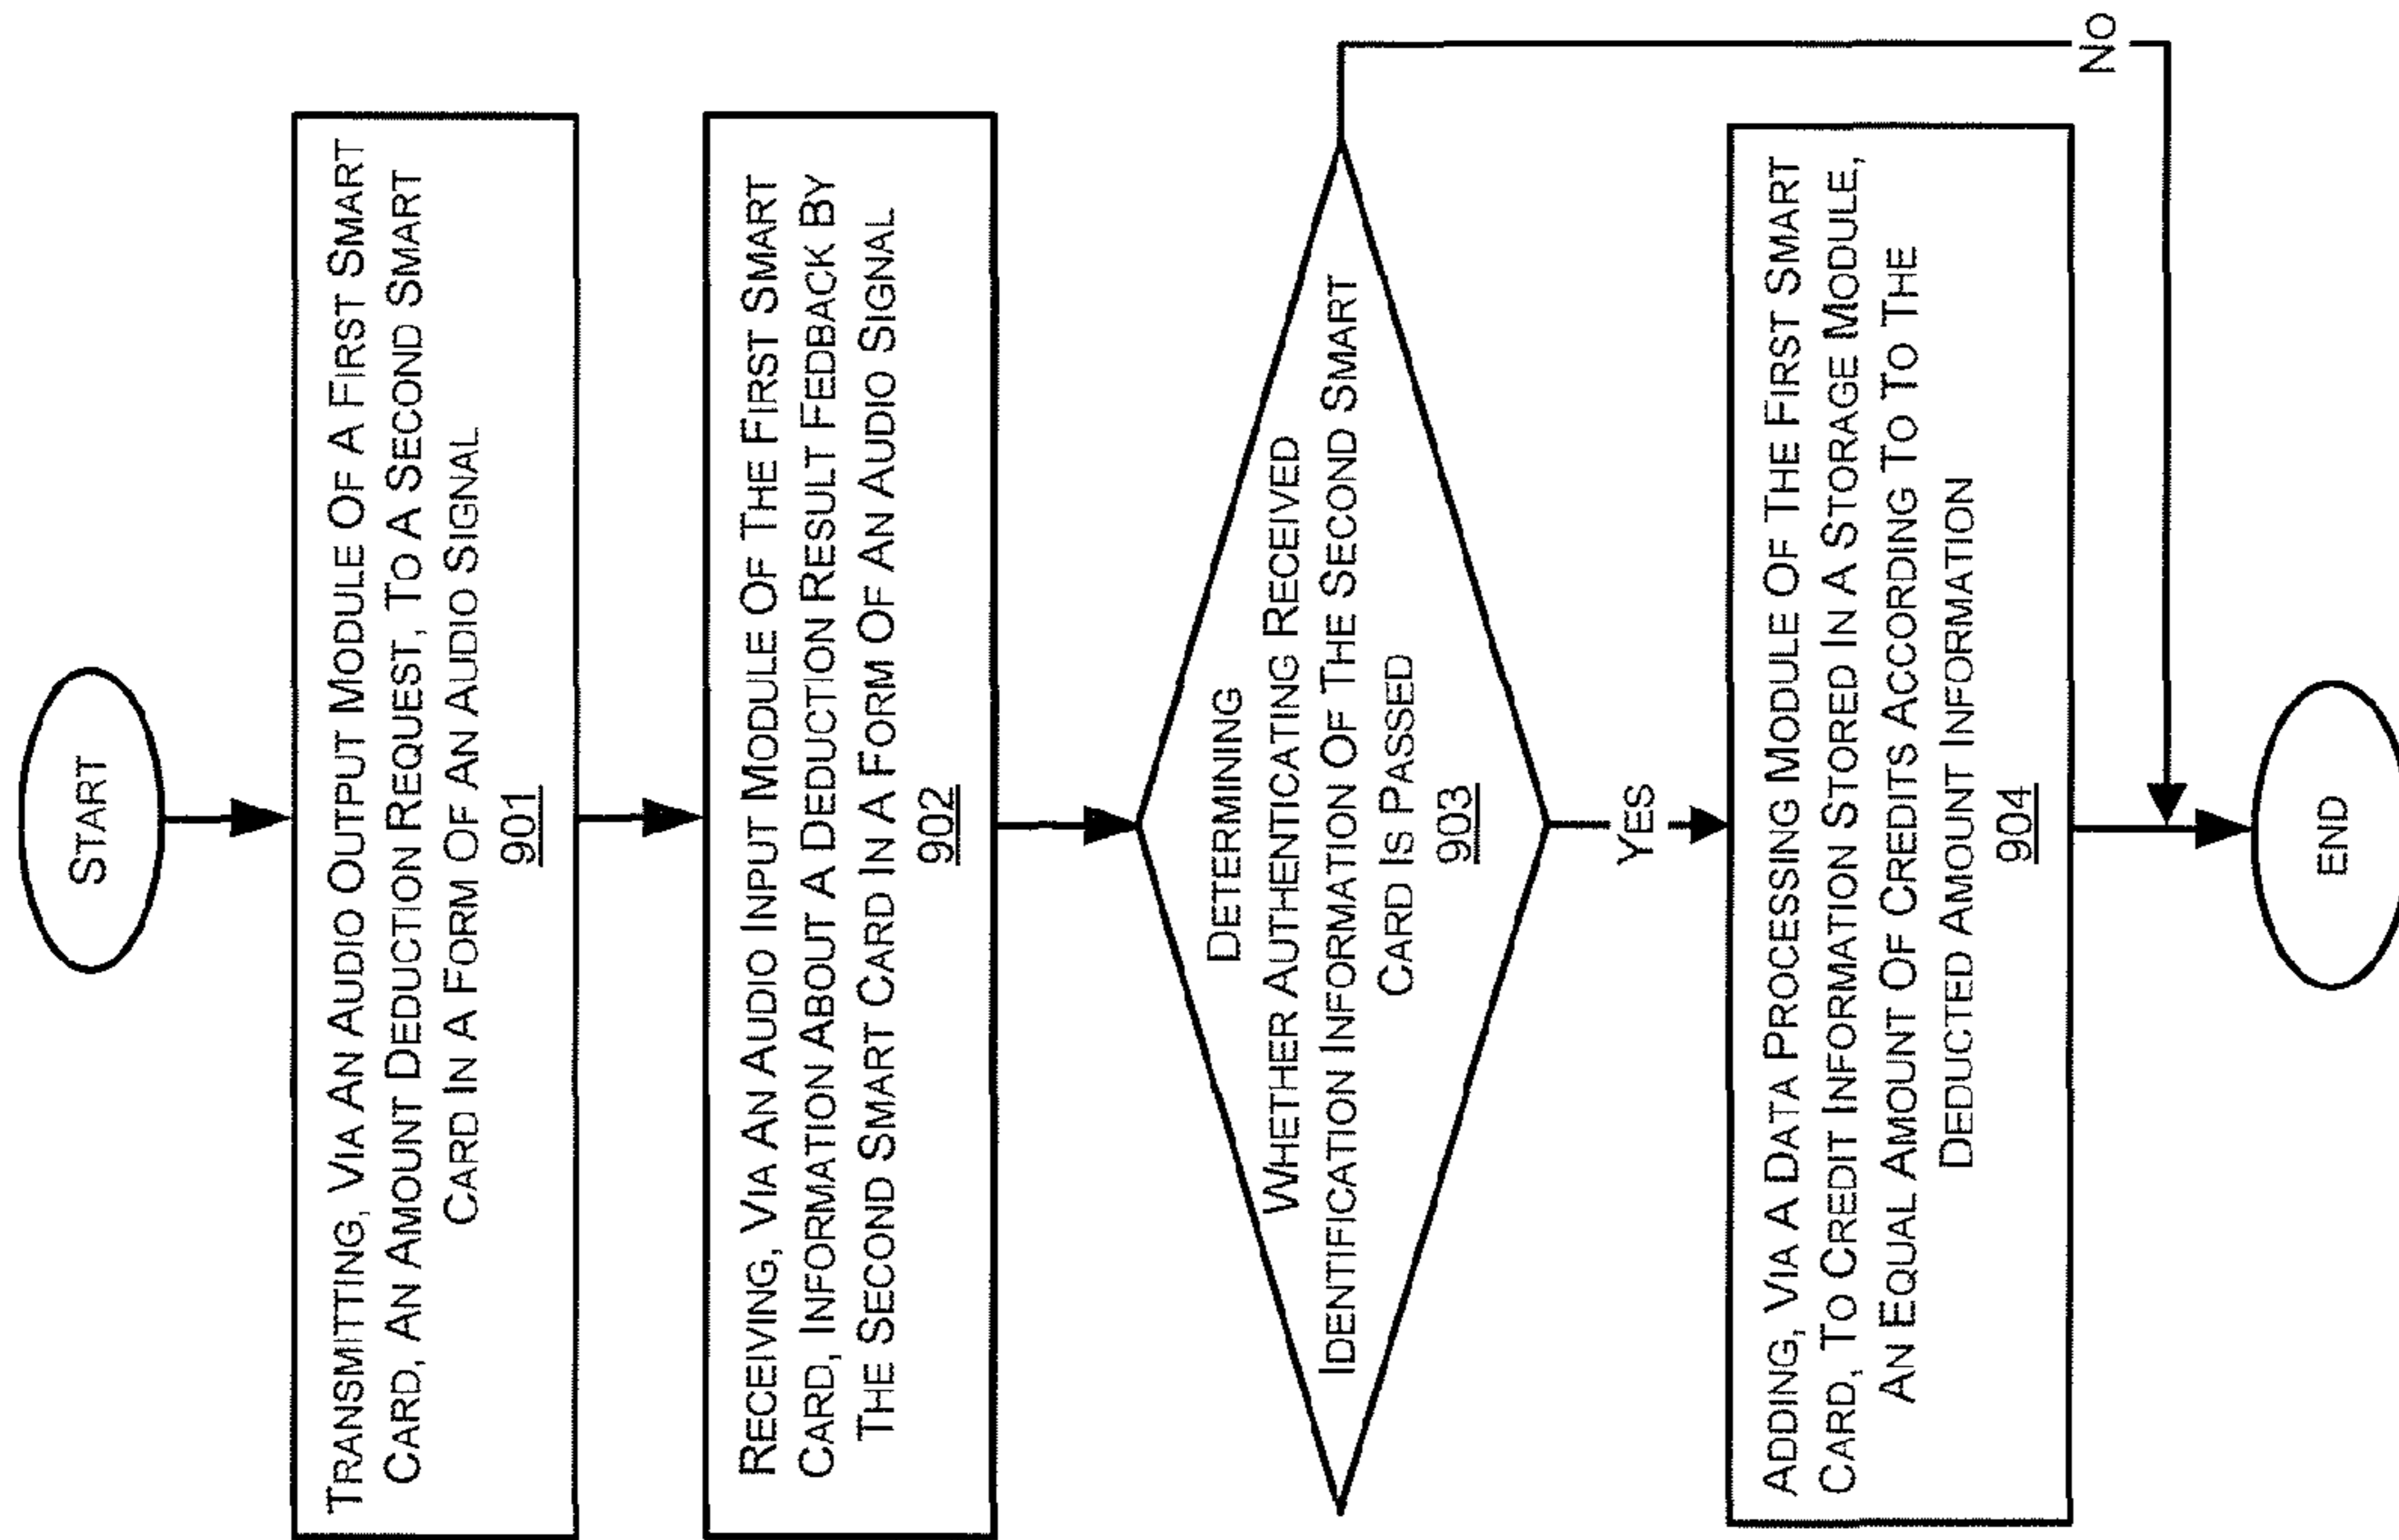 START
TRANSMITTING, VIA AN AUDIO OUTPUT MODULE OF A FIRST SMART
CARD, AN AMOUNT DEDUCTION REQUEST, TO A SECOND SMART
CARD IN A FORM OF AN AUDIO SIGNAL
901
RECEIVING, VIA AN AUDIO INPUT MODULE OF THE FIRST SMART
CARD, INFORMATION ABOUT A DEDUCTION RESULT FEDBACK BY
THE SECOND SMART CARD IN A FORM OF AN AUDIO SIGNAL
902
DETERMINING
WHETHER AUTHENTICATING RECEIVED
IDENTIFICATION INFORMATION OF THE SECOND SMART
CARD IS PASSED
903
YES
NO
ADDING, VIA A DATA PROCESSING MODULE OF THE FIRST SMART
CARD, TO CREDIT INFORMATION STORED IN A STORAGE MODULE,
AN EQUAL AMOUNT OF CREDITS ACCORDING TO TO THE
DEDUCTED AMOUNT INFORMATION
904
END